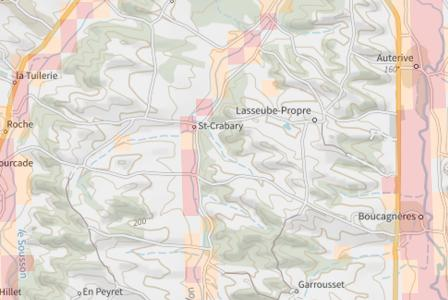 Auterive
160
la Tuilerie
Lasseube-Propre
Roche
St-Crabary
ourcade
Boucagnères
200
le Sousson
Garrousset
Hillet
En Peyret